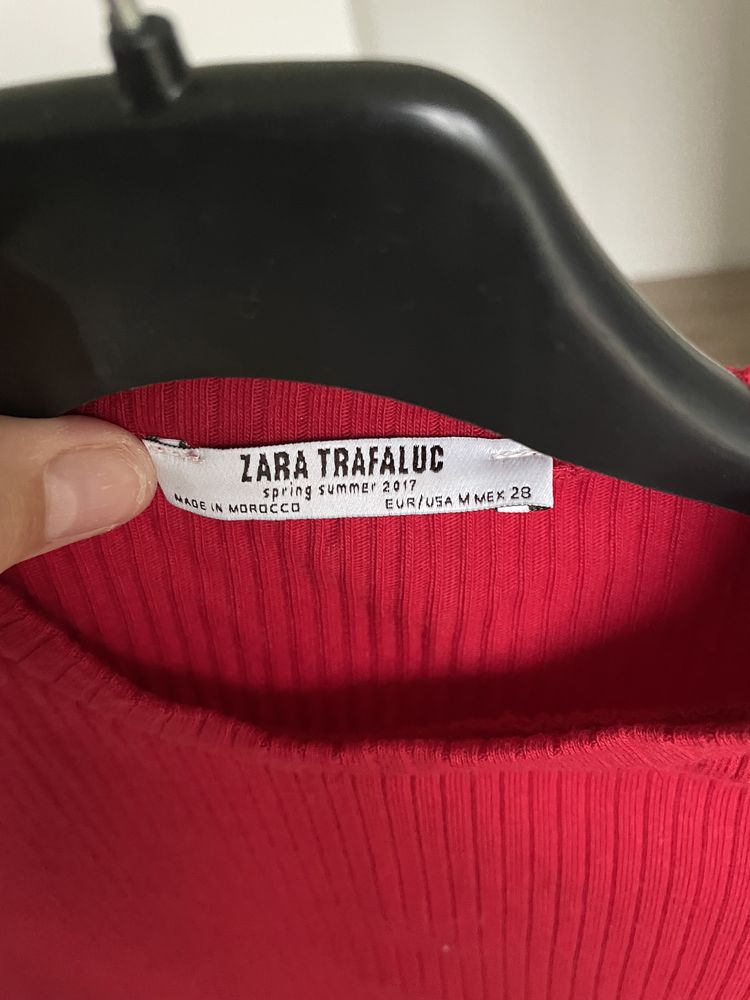 ZARA TRAFALUC
spring summer 2017
MADE IN MOROCCO EUR/USA M MEX 28